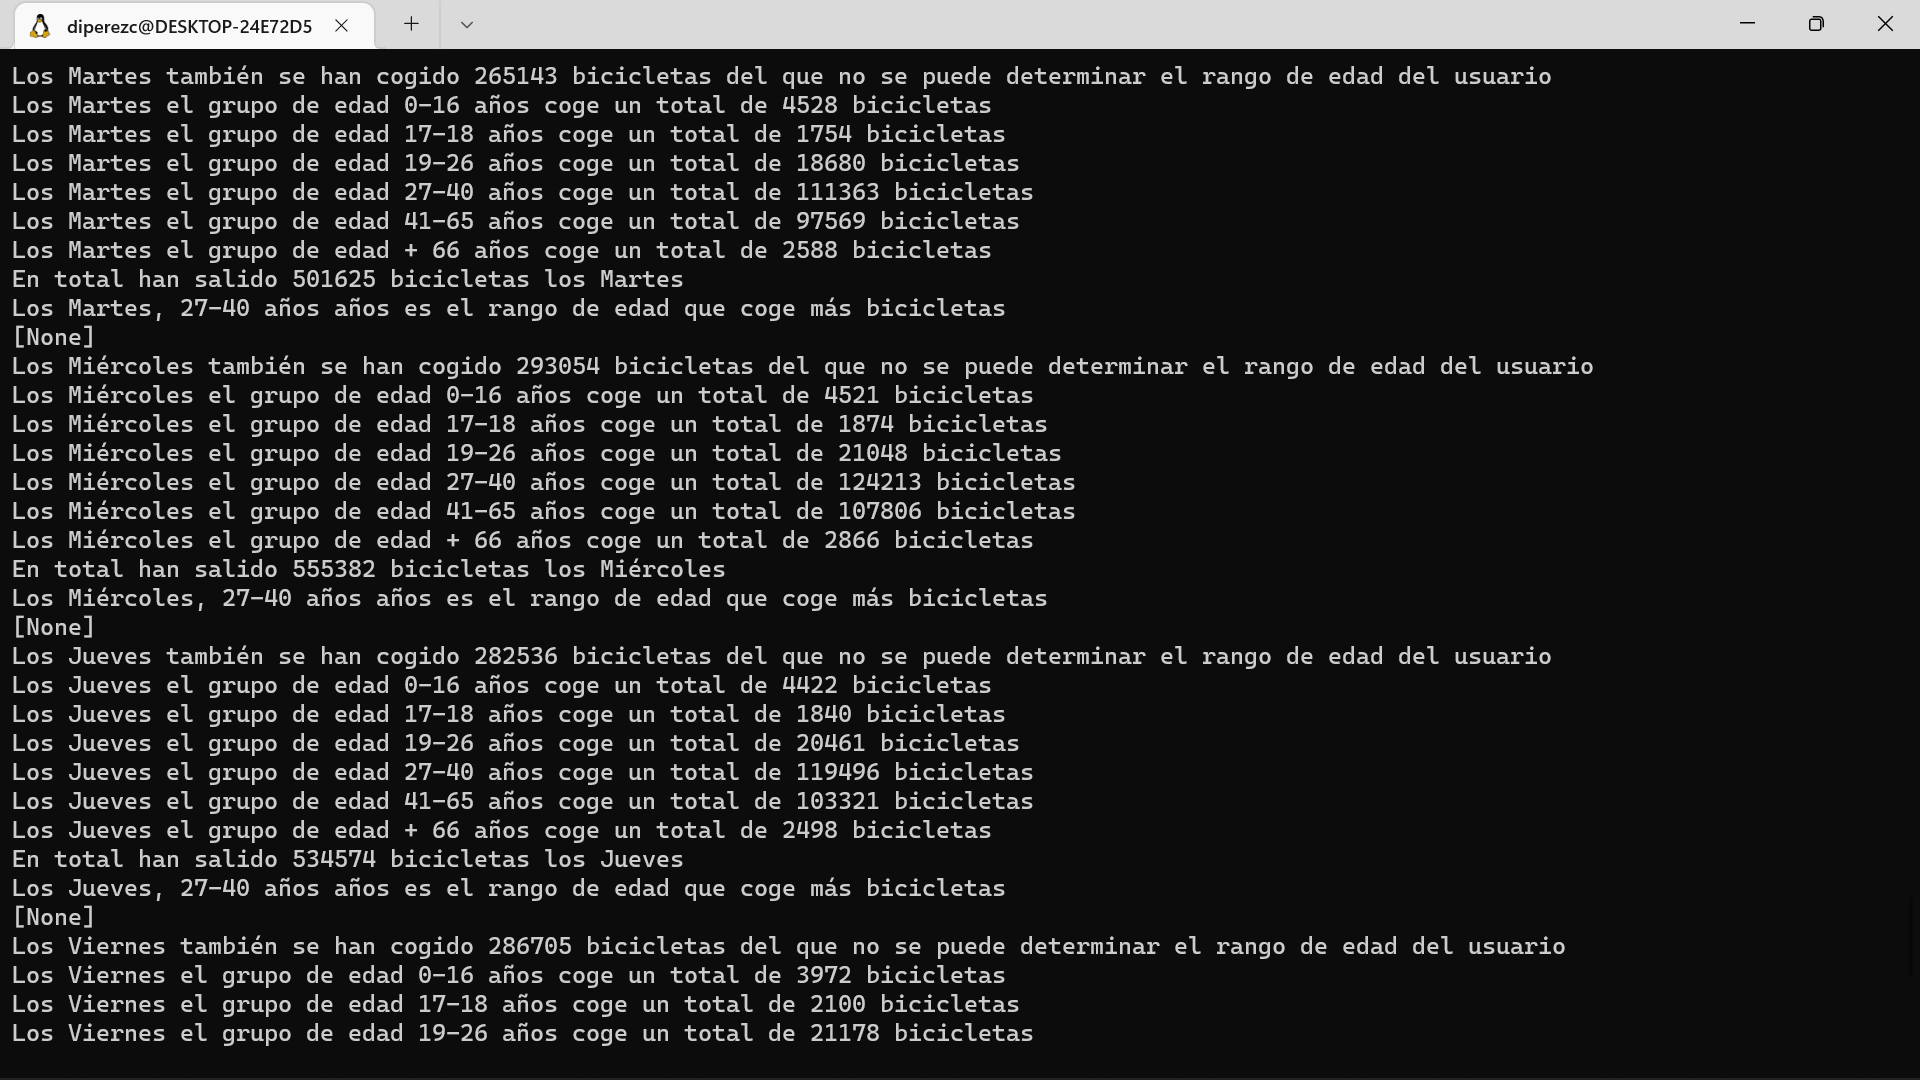 diperezc@DESKTOP-24E72D5
Los Martes también se han cogido 265143 bicicletas del que no se puede determinar el rango de edad del usuario
Los Martes el grupo de edad 0-16 años coge un total de 4528 bicicletas
Los Martes el grupo de edad 17-18 años coge un total de 1754 bicicletas
Los Martes el grupo de edad 19-26 años coge un total de 18680 bicicletas
Los Martes el grupo de edad 27-40 años coge un total de 111363 bicicletas
Los Martes el grupo de edad 41-65 años coge un total de 97569 bicicletas
Los Martes el grupo de edad + 66 años coge un total de 2588 bicicletas
En total han salido 501625 bicicletas los Martes
Los Martes, 27-40 años años es el rango de edad que coge más bicicletas
[None]
Los Miércoles también se han cogido 293054 bicicletas del que no se puede determinar el rango de edad del usuario
Los Miércoles el grupo de edad 0-16 años coge un total de 4521 bicicletas
Los Miércoles el grupo de edad 17-18 años coge un total de 1874 bicicletas
Los Miércoles el grupo de edad 19-26 años coge un total de 21048 bicicletas
Los Miércoles el grupo de edad 27-40 años coge un total de 124213 bicicletas
Los Miércoles el grupo de edad 41-65 años coge un total de 107806 bicicletas
Los Miércoles el grupo de edad + 66 años coge un total de 2866 bicicletas
En total han salido 555382 bicicletas los Miércoles
Los Miércoles, 27-40 años años es el rango de edad que coge más bicicletas
[None]
Los Jueves también se han cogido 282536 bicicletas del que no se puede determinar el rango de edad del usuario
Los Jueves el grupo de edad 0-16 años coge un total de 4422 bicicletas
Los Jueves el grupo de edad 17-18 años coge un total de 1840 bicicletas
Los Jueves el grupo de edad 19-26 años coge un total de 20461 bicicletas
Los Jueves el grupo de edad 27-40 años coge un total de 119496 bicicletas
Los Jueves el grupo de edad 41-65 años coge un total de 103321 bicicletas
Los Jueves el grupo de edad + 66 años coge un total de 2498 bicicletas
En total han salido 534574 bicicletas los Jueves
Los Jueves, 27-40 años años es el rango de edad que coge más bicicletas
[None]
Los Viernes también se han cogido 286705 bicicletas del que no se puede determinar el rango de edad del usuario
Los Viernes el grupo de edad 0-16 años coge un total de 3972 bicicletas
Los Viernes el grupo de edad 17-18 años coge un total de 2100 bicicletas
Los Viernes el grupo de edad 19-26 años coge un total de 21178 bicicletas